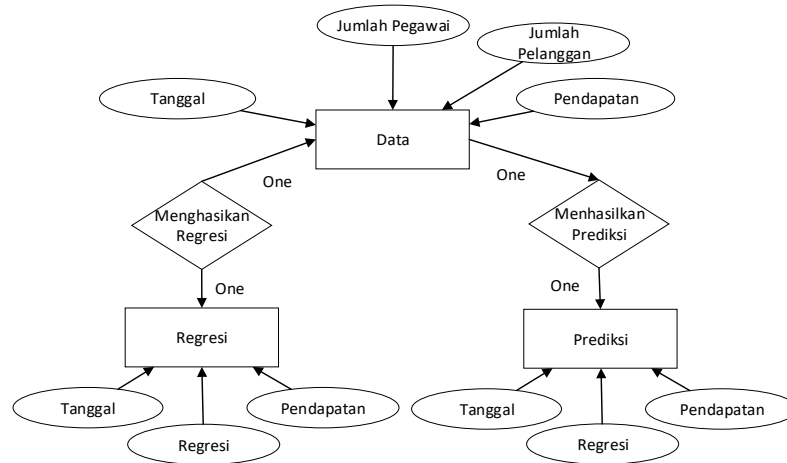 Jumlah Pegawai
Jumlah
Pelanggan
Tanggal
Pendapatan
Data
One
One
Menghasikan
Regresi
Menhasilkan
Prediksi
One
One
Regresi
Prediksi
Tanggal
Pendapatan
Tanggal
Pendapatan
Regresi
Regresi